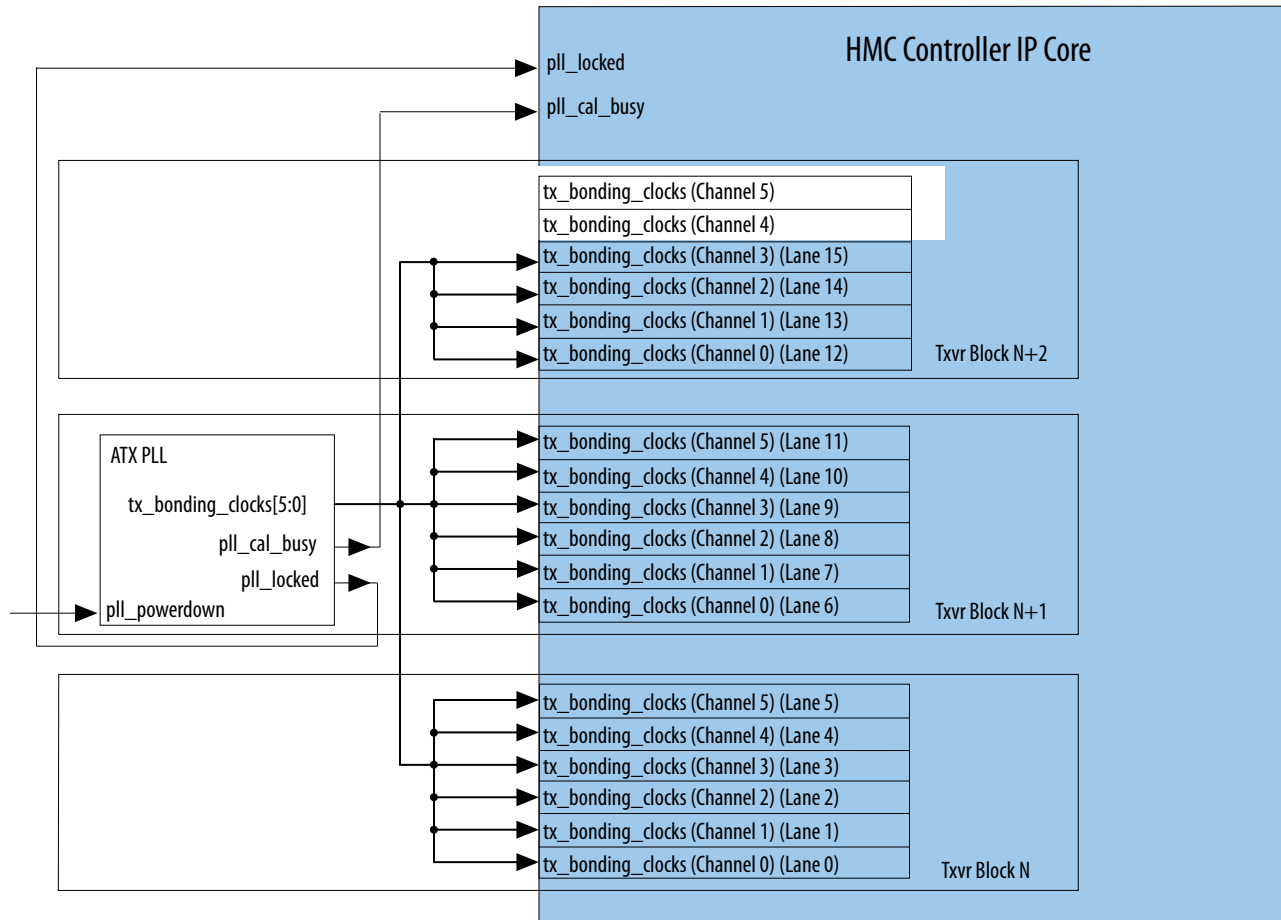 HMC Controller IP Core
pll_locked
pll_cal_busy
tx_bonding_clocks (Channel 5)
tx_bonding_clocks (Channel 4)
tx_bonding_clocks (Channel 3) (Lane 15)
tx_bonding_clocks (Channel 2) (Lane 14)
tx_bonding_clocks (Channel 1) (Lane 13)
tx_bonding_clocks (Channel 0) (Lane 12)
Txvr Block N+2
ATX PLL
tx_bonding_clocks[5:0]
pll_cal_busy
pll_locked
pll_powerdown
tx_bonding_clocks (Channel 5) (Lane 11)
tx_bonding_clocks (Channel 4) (Lane 10)
tx_bonding_clocks (Channel 3) (Lane 9)
tx_bonding_clocks (Channel 2) (Lane 8)
tx_bonding_clocks (Channel 1) (Lane 7)
tx_bonding_clocks (Channel 0) (Lane 6)
Txvr Block N+1
tx_bonding_clocks (Channel 5) (Lane 5)
tx_bonding_clocks (Channel 4) (Lane 4)
tx_bonding_clocks (Channel 3) (Lane 3)
tx_bonding_clocks (Channel 2) (Lane 2)
tx_bonding_clocks (Channel 1) (Lane 1)
tx_bonding_clocks (Channel 0) (Lane 0)
Txvr Block N